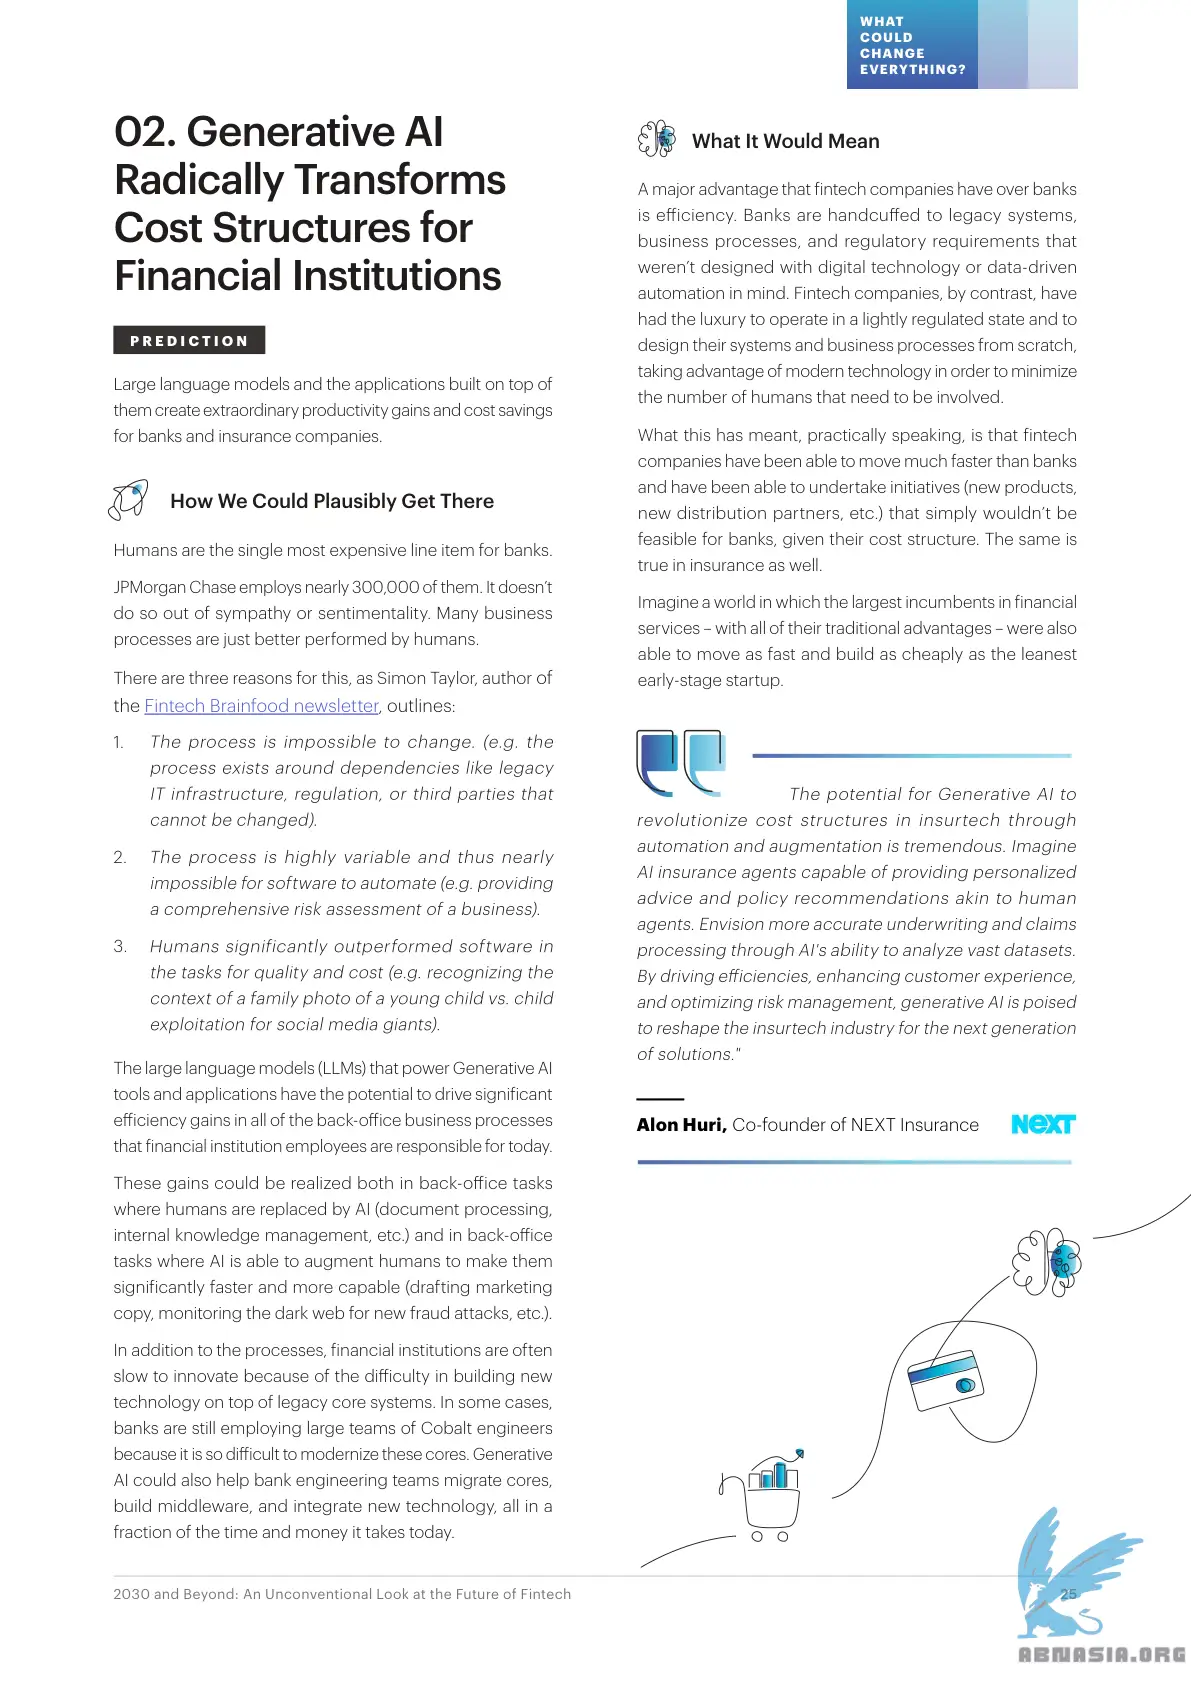 WHAT
COULD
CHANGE
EVERYTHING?
02. Generative AI
Radically Transforms
Cost Structures for
Financial Institutions
PREDICTION
Large language models and the applications built on top of
them create extraordinary productivity gains and cost savings
for banks and insurance companies.
How We Could Plausibly Get There
Humans are the single most expensive line item for banks.
JPMorgan Chase employs nearly 300,000 of them. It doesn’t
do so out of sympathy or sentimentality. Many business
processes are just better performed by humans.
There are three reasons for this, as Simon Taylor, author of
the Fintech Brainfood newsletter, outlines:
1. The process is impossible to change. (e.g. the
process exists around dependencies like legacy
IT infrastructure, regulation, or third parties that
cannot be changed).
2. The process is highly variable and thus nearly
impossible for software to automate (e.g. providing
a comprehensive risk assessment of a business).
3. Humans significantly outperformed software in
the tasks for quality and cost (e.g. recognizing the
context of a family photo of a young child vs. child
exploitation for social media giants).
The large language models (LLMs) that power Generative AI
tools and applications have the potential to drive significant
efficiency gains in all of the back-office business processes
that financial institution employees are responsible for today.
These gains could be realized both in back-office tasks
where humans are replaced by AI (document processing,
internal knowledge management, etc.) and in back-office
tasks where AI is able to augment humans to make them
significantly faster and more capable (drafting marketing
copy, monitoring the dark web for new fraud attacks, etc.).
In addition to the processes, financial institutions are often
slow to innovate because of the difficulty in building new
technology on top of legacy core systems. In some cases,
banks are still employing large teams of Cobalt engineers
because it is so difficult to modernize these cores. Generative
AI could also help bank engineering teams migrate cores,
build middleware, and integrate new technology, all in a
fraction of the time and money it takes today.
What It Would Mean
A major advantage that fintech companies have over banks
is efficiency. Banks are handcuffed to legacy systems,
business processes, and regulatory requirements that
weren’t designed with digital technology or data-driven
automation in mind. Fintech companies, by contrast, have
had the luxury to operate in a lightly regulated state and to
design their systems and business processes from scratch,
taking advantage of modern technology in order to minimize
the number of humans that need to be involved.
What this has meant, practically speaking, is that fintech
companies have been able to move much faster than banks
and have been able to undertake initiatives (new products,
new distribution partners, etc.) that simply wouldn’t be
feasible for banks, given their cost structure. The same is
true in insurance as well.
Imagine a world in which the largest incumbents in financial
services – with all of their traditional advantages – were also
able to move as fast and build as cheaply as the leanest
early-stage startup.
The potential for Generative AI to
revolutionize cost structures in insurtech through
automation and augmentation is tremendous. Imagine
AI insurance agents capable of providing personalized
advice and policy recommendations akin to human
agents. Envision more accurate underwriting and claims
processing through AI's ability to analyze vast datasets.
By driving efficiencies, enhancing customer experience,
and optimizing risk management, generative AI is poised
to reshape the insurtech industry for the next generation
of solutions."
Alon Huri, Co-founder of NEXT Insurance
NEXT
2030 and Beyond: An Unconventional Look at the Future of Fintech
25
ABNASIA.ORG